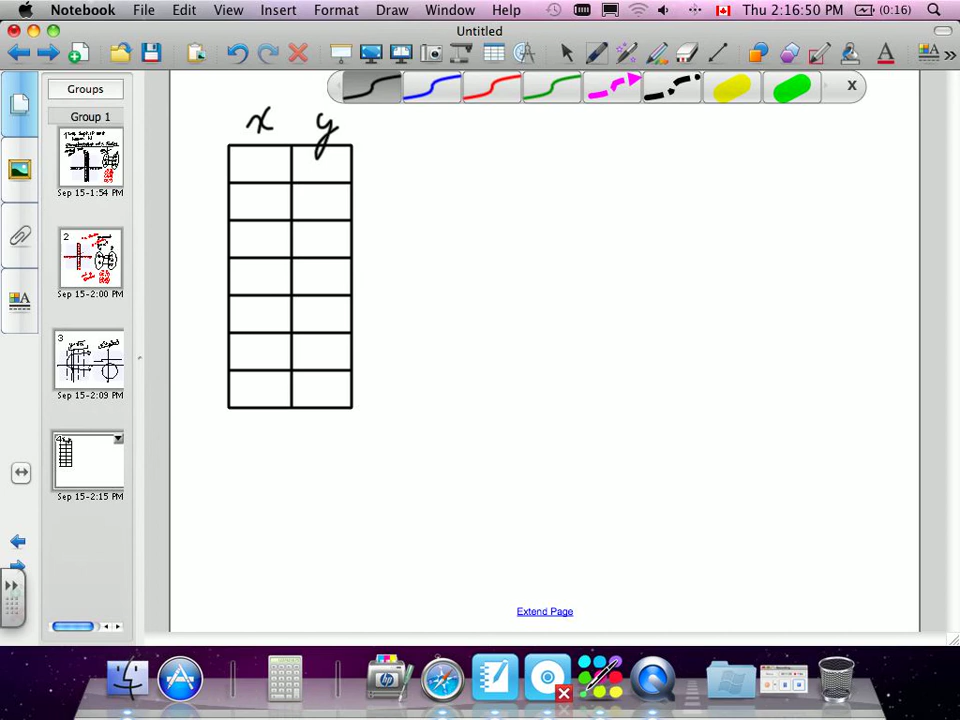 Notebook File Edit View Insert Format Draw Window Help Thu 2:16:50 PM (0:16)
Untitled
Groups
Group 1
Sep 15-1:54 PM
2
Sep 15-2:00 PM
3
Sep 15-2:09 PM
Sep 15-2:15 PM
x y
x
Extend Page
hp